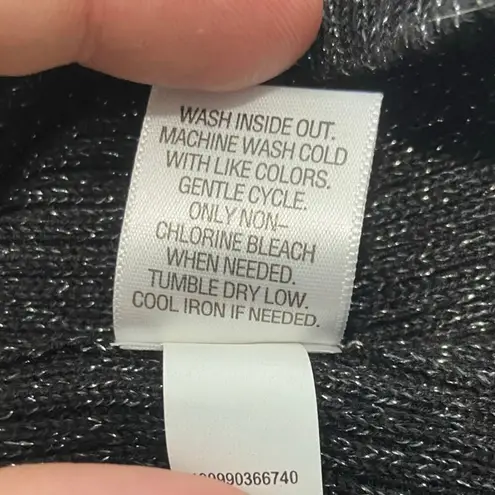 WASH INSIDE OUT.
MACHINE WASH COLD
WITH LIKE COLORS.
GENTLE CYCLE.
ONLY NON-
CHLORINE BLEACH
WHEN NEEDED.
TUMBLE DRY LOW.
COOL IRON IF NEEDED.